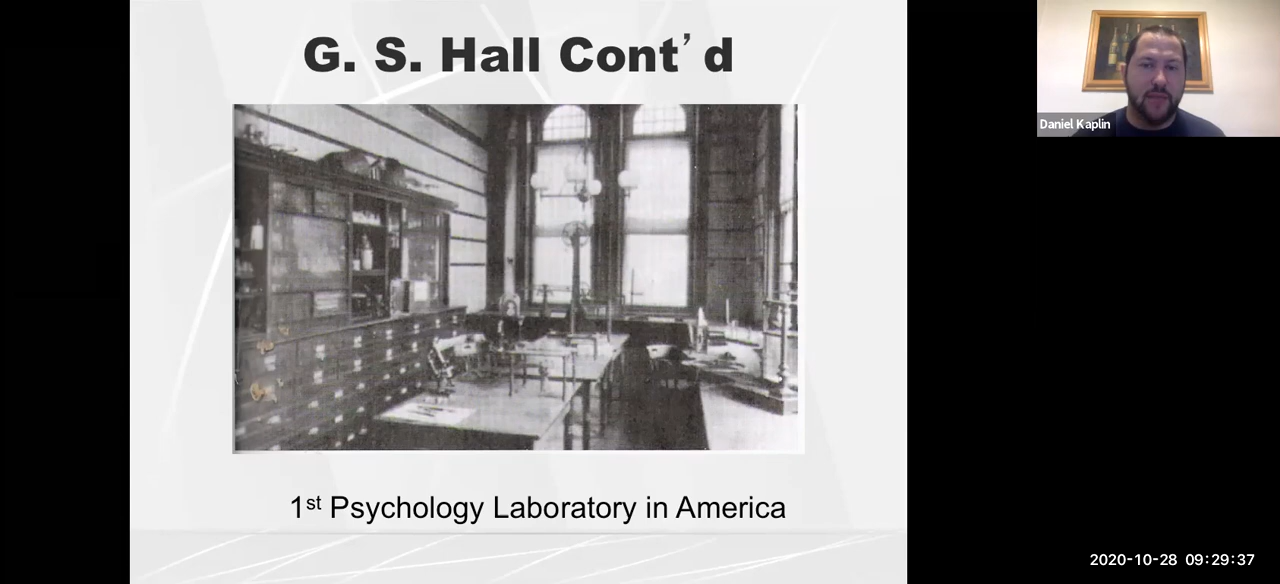 G. S. Hall Cont’d
Daniel Kaplin
1st Psychology Laboratory in America
2020-10-28 09:29:37